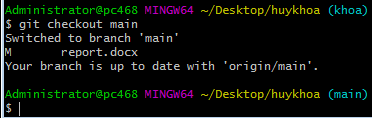 Administrator@pc468 MINGW64 ~/Desktop/huykhoa (khoa)
$ git checkout main
Switched to branch 'main'
M       report.docx
Your branch is up to date with 'origin/main'.
Administrator@pc468 MINGW64 ~/Desktop/huykhoa (main)
$